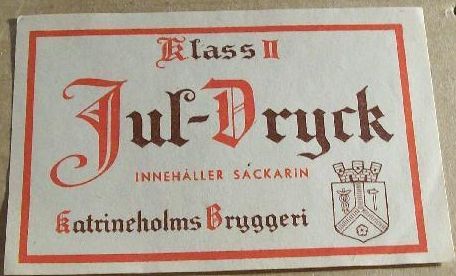 Klass II
Jul-Dryck
INNEHÅLLER SACKARIN
Katrineholms Bryggeri